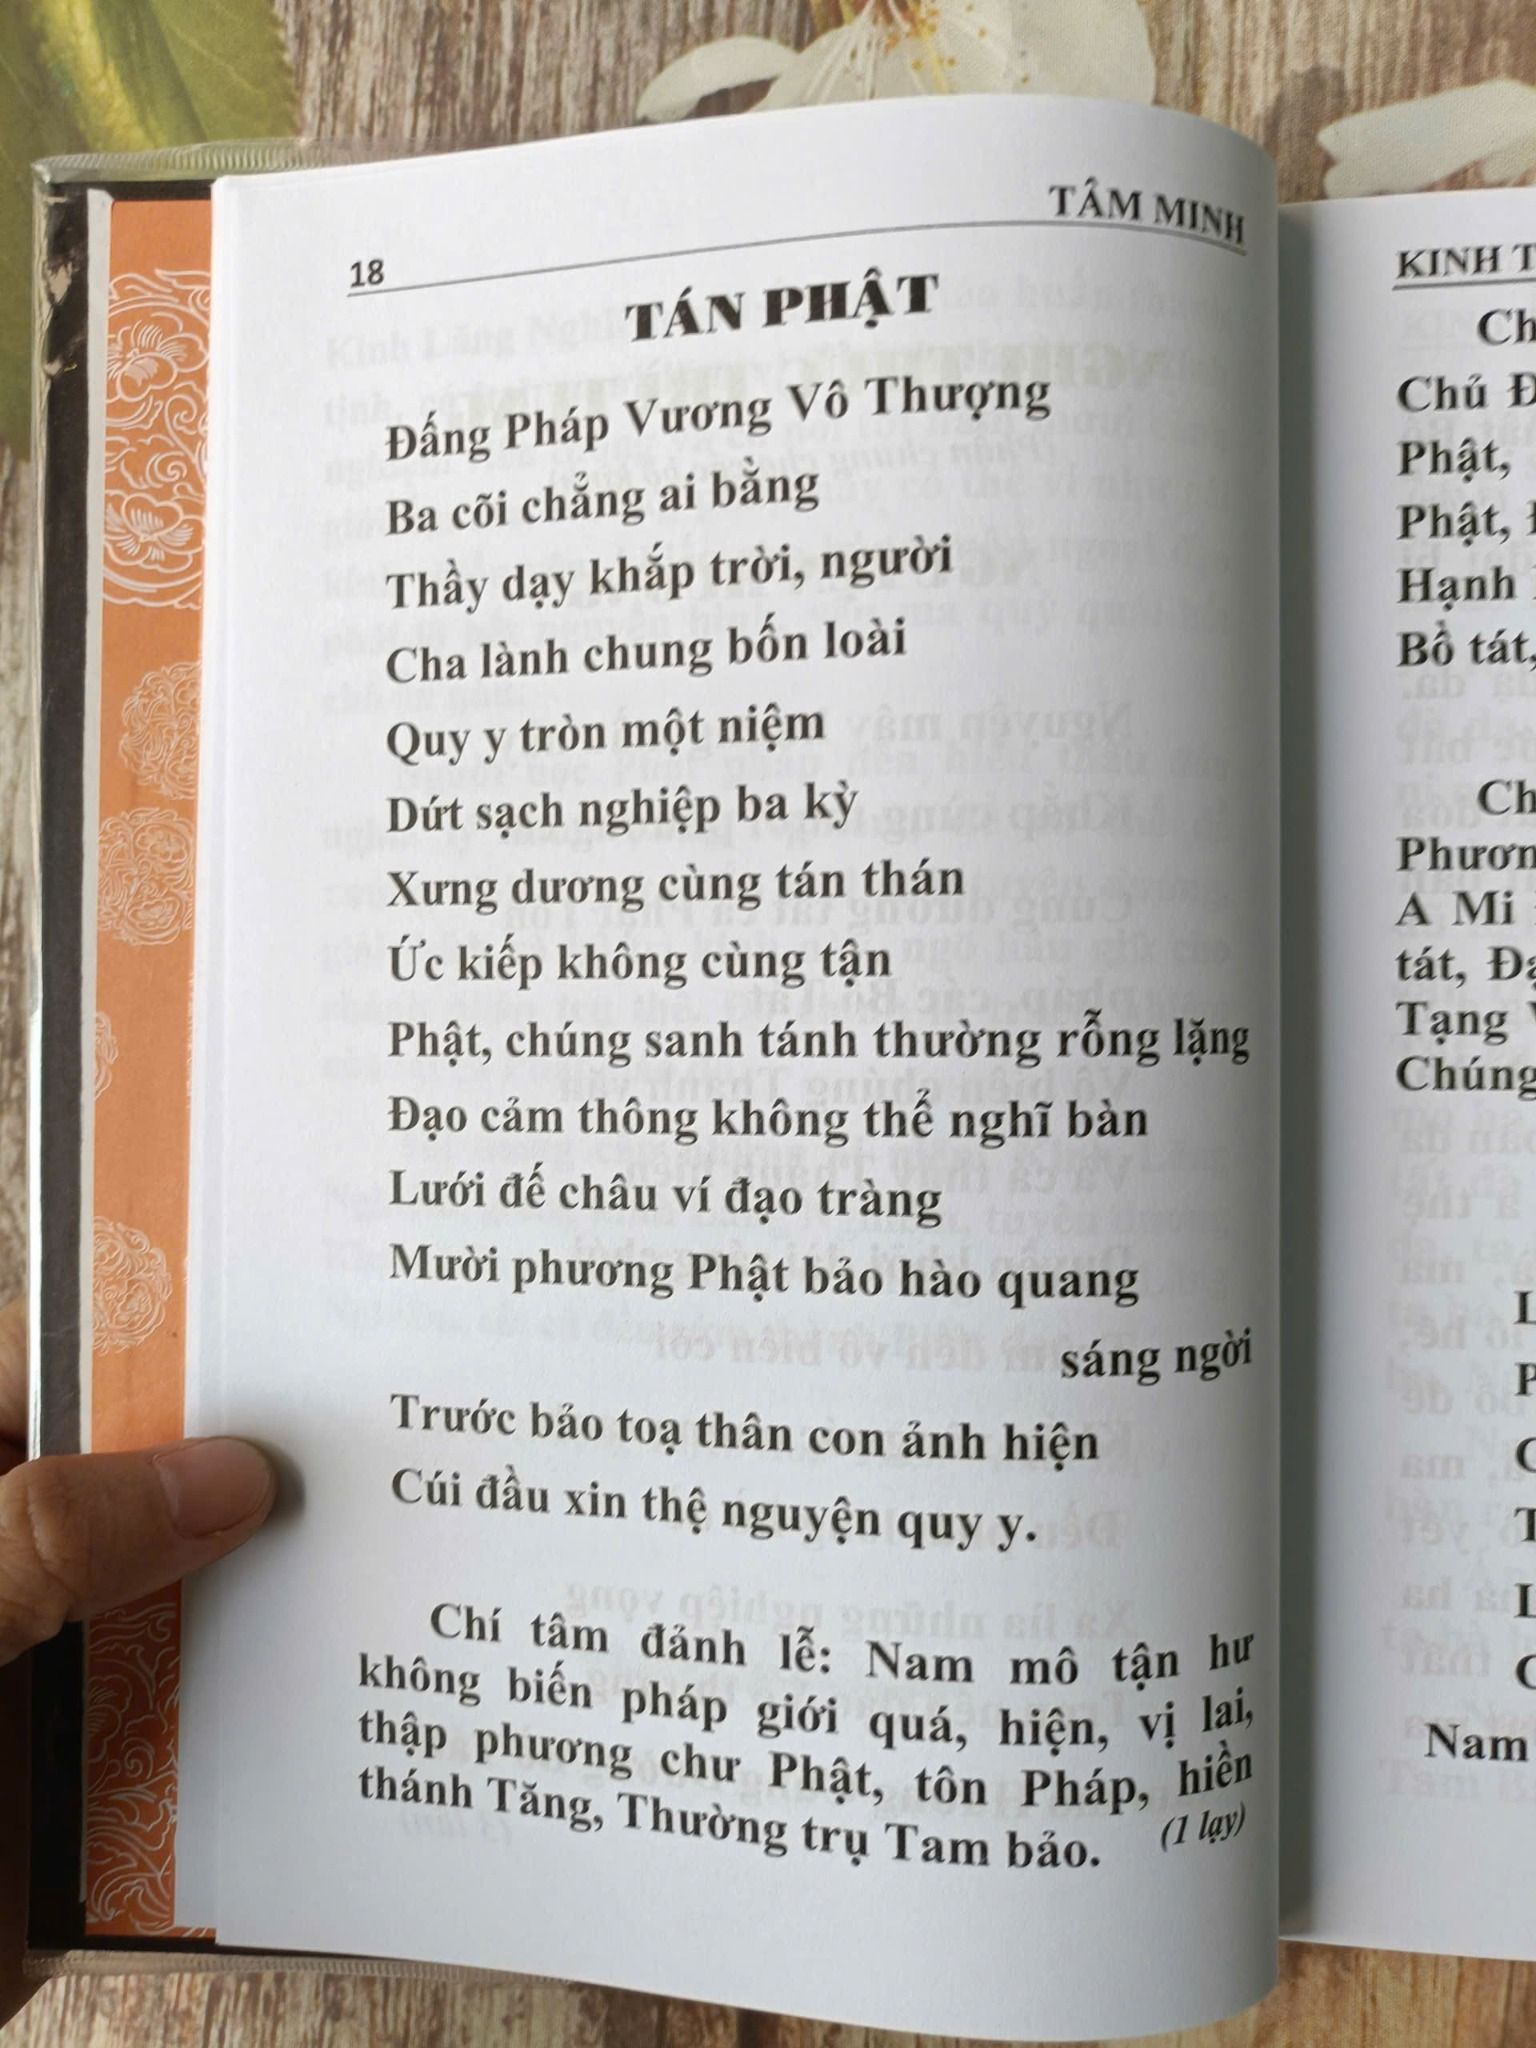 18
TÂM MINH
TÁN PHẬT
Đấng Pháp Vương Vô Thượng
Ba cõi chẳng ai bằng
Thầy dạy khắp trời, người
Cha lành chung bốn loài
Quy y tròn một niệm
Dứt sạch nghiệp ba kỳ
Xưng dương cùng tán thán
Ức kiếp không cùng tận
Phật, chúng sanh tánh thường rỗng lặng
Đạo cảm thông không thể nghĩ bàn
Lưới đế châu ví đạo tràng
Mười phương Phật bảo hào quang
sáng ngời
Trước bảo toạ thân con ảnh hiện
Cúi đầu xin thệ nguyện quy y.
Chí tâm đảnh lễ: Nam mô tận hư
không biến pháp giới quá, hiện, vị lai,
thập phương chư Phật, tôn Pháp, hiền
thánh Tăng, Thường trụ Tam bảo.
(1 lạy)
KINH
Chủ
Phật,
Phật,
Hạnh
Bồ tát,
A Mi
tát,
Tạng
Chúng
Nam